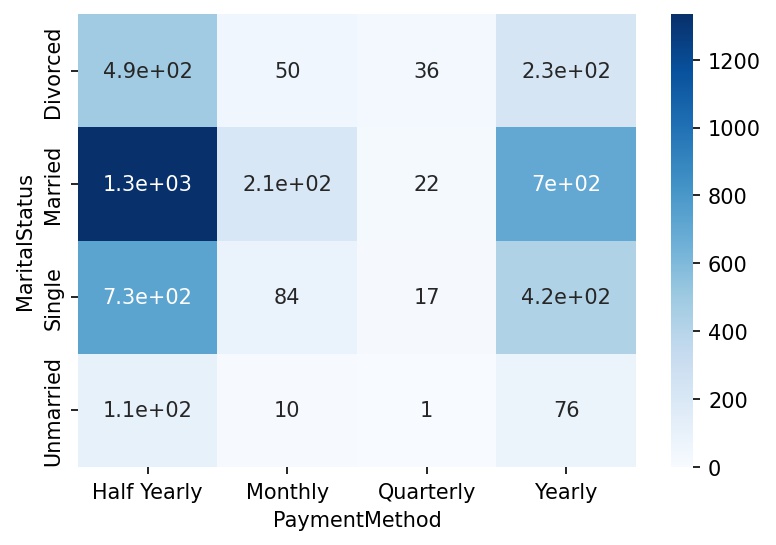 MaritalStatus
Divorced
4.9e+02 50 36 2.3e+02
Married
1.3e+03 2.1e+02 22 7e+02
Single
7.3e+02 84 17 4.2e+02
Unmarried
1.1e+02 10 1 76
Half Yearly Monthly Quarterly Yearly
PaymentMethod
1200
1000
800
600
400
200
0